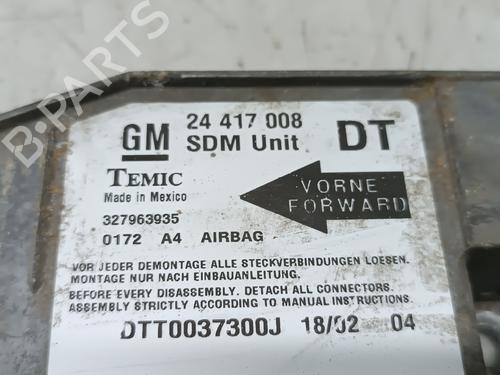 B-PARTS
GM 24 417 008 DT
SDM Unit
TEMIC
Made in Mexico
VORNE
FORWARD
327963935
0172 A4 AIRBAG
VOR JEDER DEMONTAGE ALLE STECKVERBINDUNGEN LOESEN.
MONTAGE NUR NACH EINBAUANLEITUNG.
BEFORE EVERY DISASSEMBLY. DETACH ALL CONNECTORS.
ASSEMBLY STRICTLY ACCORDING TO MANUAL INSTRUCTIONS.
DTT0037300J 18/02 04